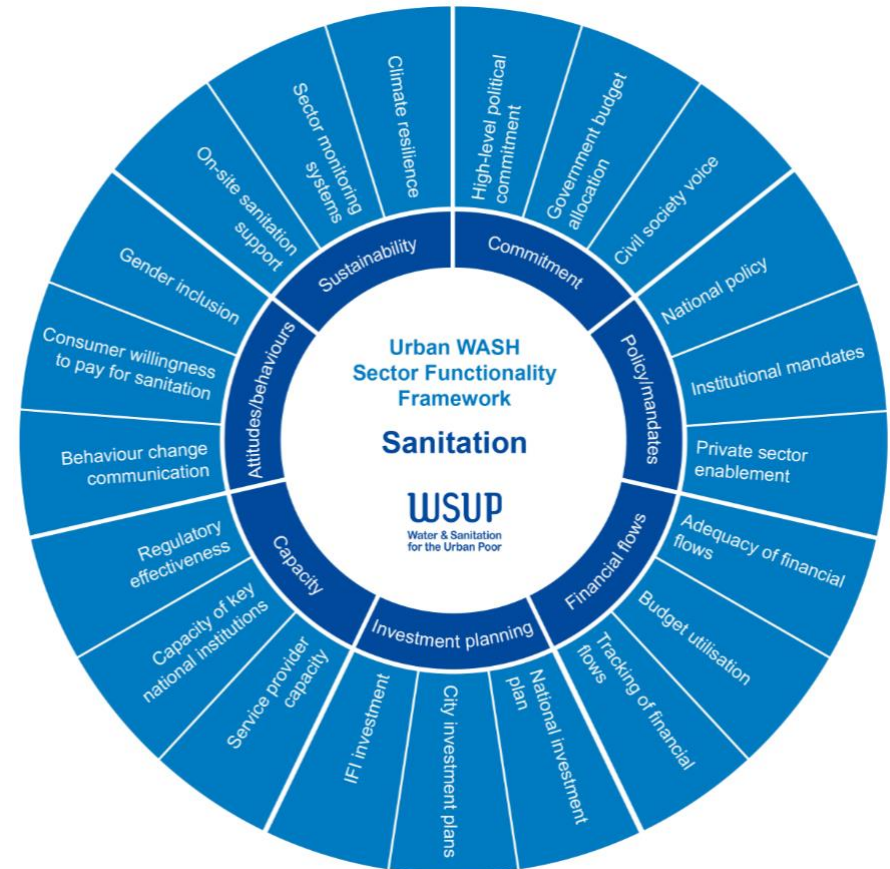 Urban WASH
Sector Functionality
Framework
Sanitation
WSUP
Water & Sanitation
for the Urban Poor
Commitment
High-level political
commitment
Government budget
allocation
Civil society voice
Policy/mandates
National policy
Institutional mandates
Private sector
enablement
Financial flows
Adequacy of financial
flows
Budget utilisation
Tracking of financial
flows
Investment planning
National investment
plan
City investment plans
IFI investment
Capacity
Service provider
capacity
Capacity of key
national institutions
Regulatory
effectiveness
Attitudes/behaviours
Behaviour change
communication
Consumer willingness
to pay for sanitation
Gender inclusion
Sustainability
On-site sanitation
support
Sector monitoring
systems
Climate resilience